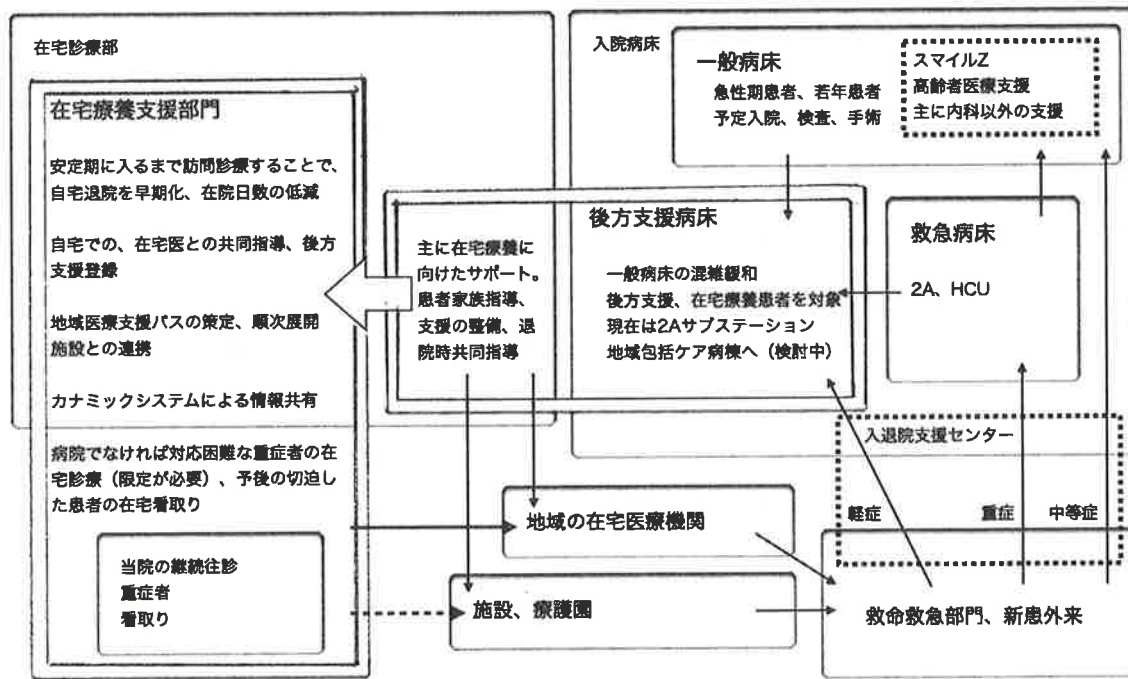 在宅診療部
在宅療養支援部門
安定期に入るまで訪問診療することで、
自宅退院を早期化、在院日数の低減
自宅での、在宅医との共同指導、後方
支援登録
地域医療支援パスの策定、順次展開
施設との連携
カナミックシステムによる情報共有
病院でなければ対応困難な重症者の在
宅診療（限定が必要）、予後の切迫し
た患者の在宅看取り
当院の継続往診
重症者
看取り
主に在宅療養に
向けたサポート。
患者家族指導、
支援の整備、退
院時共同指導
入院病床
一般病床
急性期患者、若年患者
予定入院、検査、手術
スマイルZ
高齢者医療支援
主に内科以外の支援
後方支援病床
一般病床の混雑緩和
後方支援、在宅療養患者を対象
現在は2Aサブステーション
地域包括ケア病棟へ（検討中）
救急病床
2A、HCU
入退院支援センター
軽症
重症
中等症
地域の在宅医療機関
施設、療護園
救命救急部門、新患外来